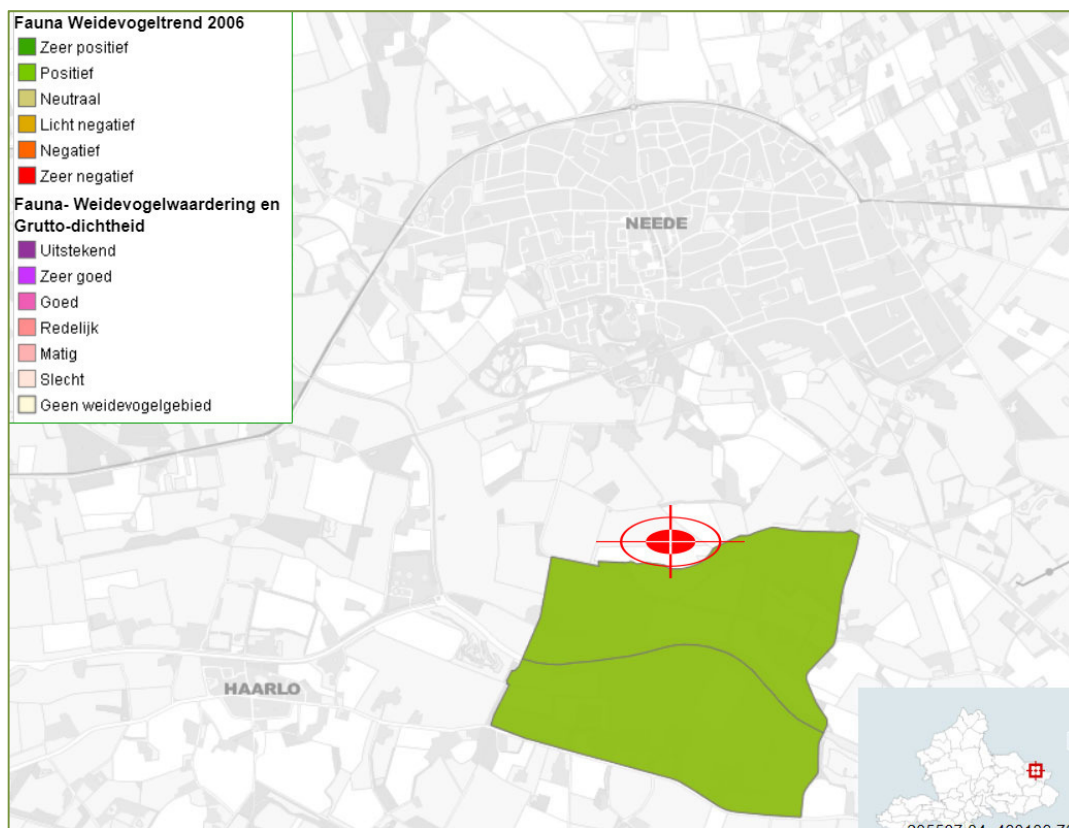 Fauna Weidevogeltrend 2006
Zeer positief
Positief
Neutraal
Licht negatief
Negatief
Zeer negatief
Fauna- Weidevogelwaardering en
Grutto-dichtheid
Uitstekend
Zeer goed
Goed
Redelijk
Matig
Slecht
Geen weidevogelgebied
NEEDE
HAARLO